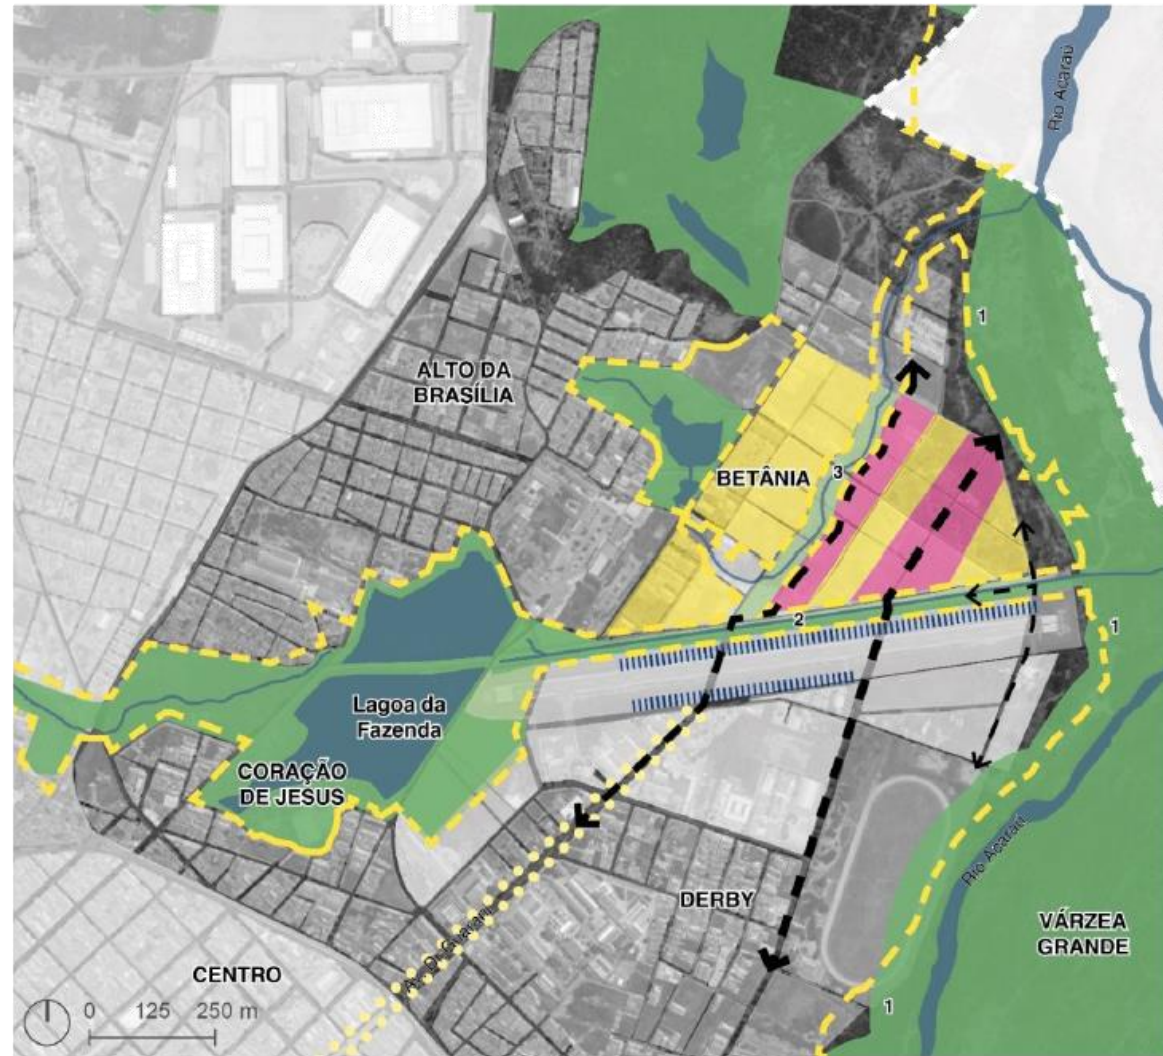 Rio Acaraú
1
ALTO DA
BRASÍLIA
BETÂNIA
3
2
1
Lagoa da
Fazenda
CORAÇÃO
DE JESUS
Rio Acaraú
DERBY
VÁRZEA
GRANDE
CENTRO
1
0 125 250 m